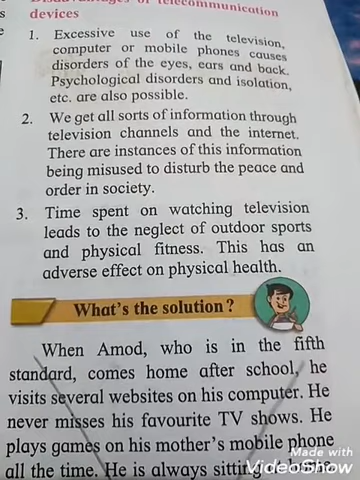 Disadvantages of telecommunication
s devices
1. Excessive use of the television,
computer or mobile phones causes
disorders of the eyes, ears and back.
Psychological disorders and isolation,
etc. are also possible.
2. We get all sorts of information through
television channels and the internet.
There are instances of this information
being misused to disturb the peace and
order in society.
3. Time spent on watching television
leads to the neglect of outdoor sports
and physical fitness. This has an
adverse effect on physical health.
What's the solution?
When Amod, who is in the fifth
standard, comes home after school, he
visits several websites on his computer. He
never misses his favourite TV shows. He
plays games on his mother's mobile phone
all the time. He is always sitting
Made with
VideoShow